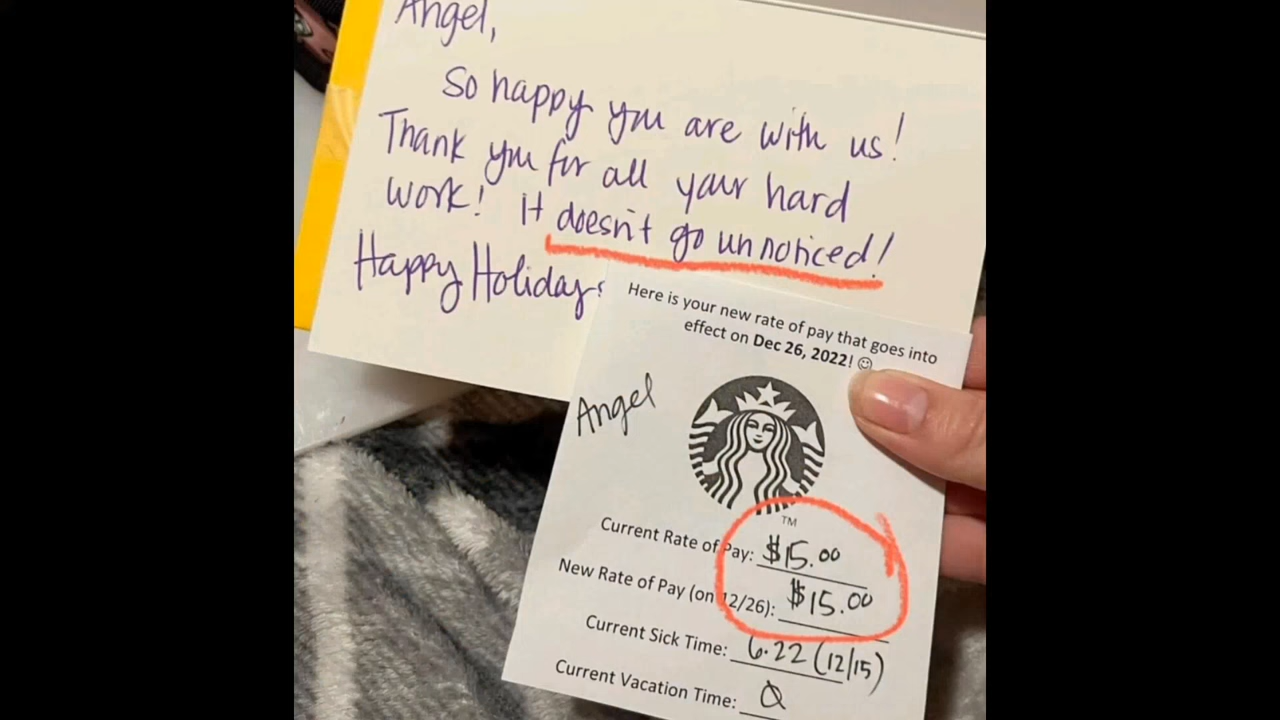 Angel,
So happy you are with us!
Thank you for all your hard
work! It doesn't go unnoticed!
Happy Holidays
Here is your new rate of pay that goes into
effect on Dec 26, 2022! ☺
Angel
TM
Current Rate of Pay: $15.00
New Rate of Pay (on 12/26): $15.00
Current Sick Time: 6.22 (12/15)
Current Vacation Time: 0